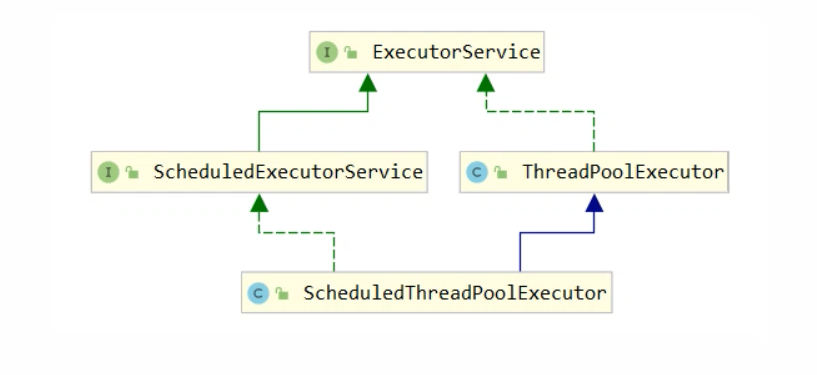 I ExecutorService
I ScheduledExecutorService
C ThreadPoolExecutor
C ScheduledThreadPoolExecutor